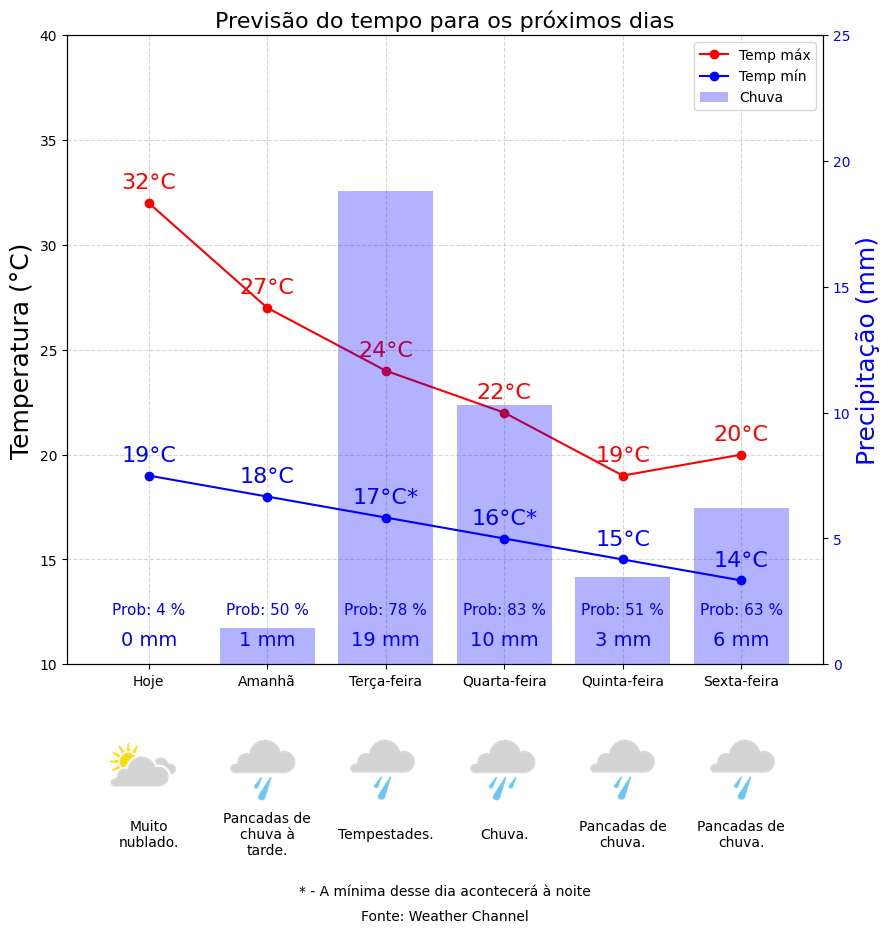 Previsão do tempo para os próximos dias
Temperatura (°C)
Precipitação (mm)
40
35
30
25
20
15
10
25
20
15
10
5
0
Temp máx
Temp mín
Chuva
32°C
27°C
24°C
22°C
19°C
20°C
19°C
18°C
17°C*
16°C*
15°C
14°C
Prob: 4 %
Prob: 50 %
Prob: 78 %
Prob: 83 %
Prob: 51 %
Prob: 63 %
0 mm
1 mm
19 mm
10 mm
3 mm
6 mm
Hoje
Amanhã
Terça-feira
Quarta-feira
Quinta-feira
Sexta-feira
Muito
nublado.
Pancadas de
chuva à
tarde.
Tempestades.
Chuva.
Pancadas de
chuva.
Pancadas de
chuva.
* - A mínima desse dia acontecerá à noite
Fonte: Weather Channel